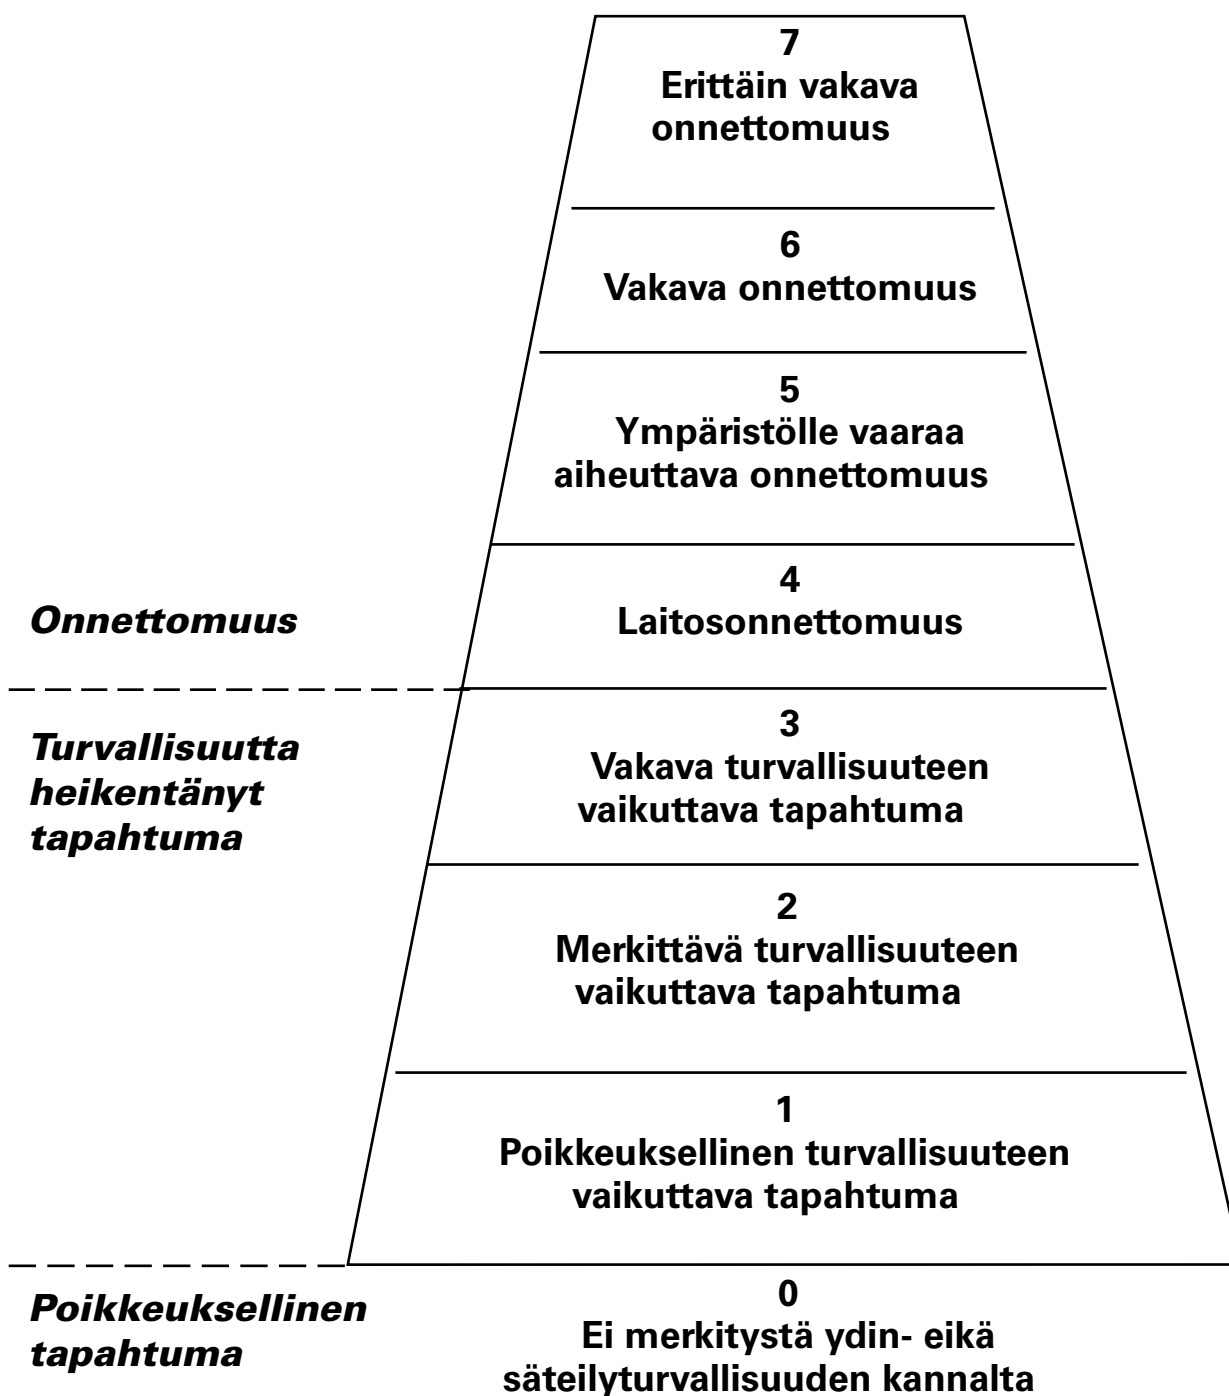 7
Erittäin vakava
onnettomuus
6
Vakava onnettomuus
5
Ympäristölle vaaraa
aiheuttava onnettomuus
4
Laitosonnettomuus
Onnettomuus
3
Vakava turvallisuuteen
vaikuttava tapahtuma
Turvallisuutta
heikentänyt
tapahtuma
2
Merkittävä turvallisuuteen
vaikuttava tapahtuma
1
Poikkeuksellinen turvallisuuteen
vaikuttava tapahtuma
0
Ei merkitystä ydin- eikä
säteilyturvallisuuden kannalta
Poikkeuksellinen
tapahtuma